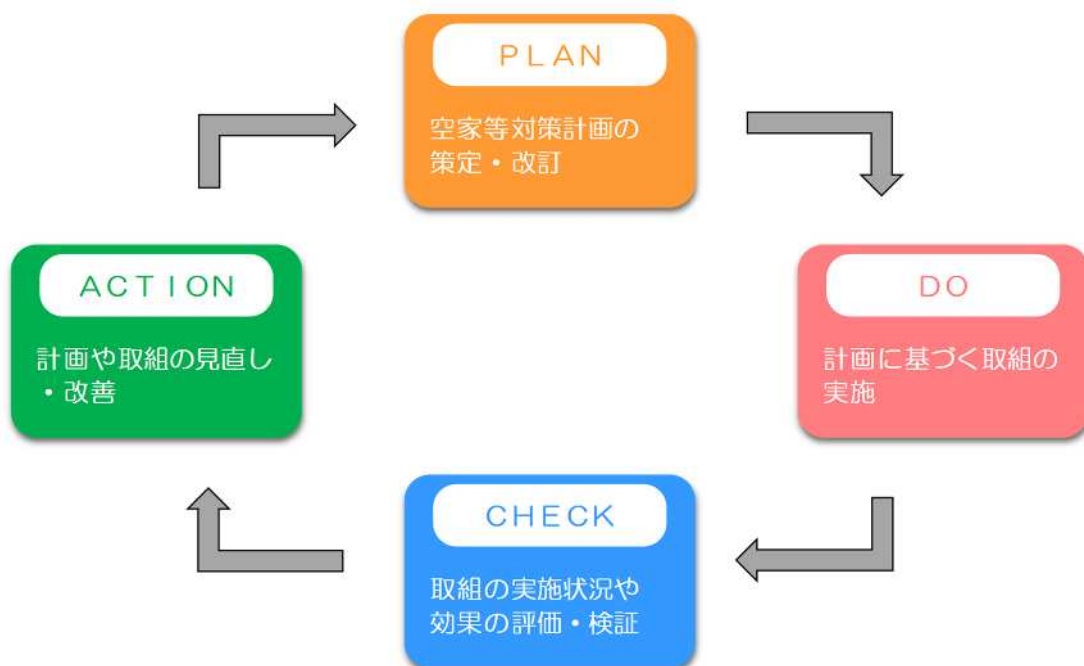 ＰＬＡＮ
空家等対策計画の
策定・改訂
ＤＯ
計画に基づく取組の
実施
ＣＨＥＣＫ
取組の実施状況や
効果の評価・検証
ＡＣＴＩＯＮ
計画や取組の見直し
・改善